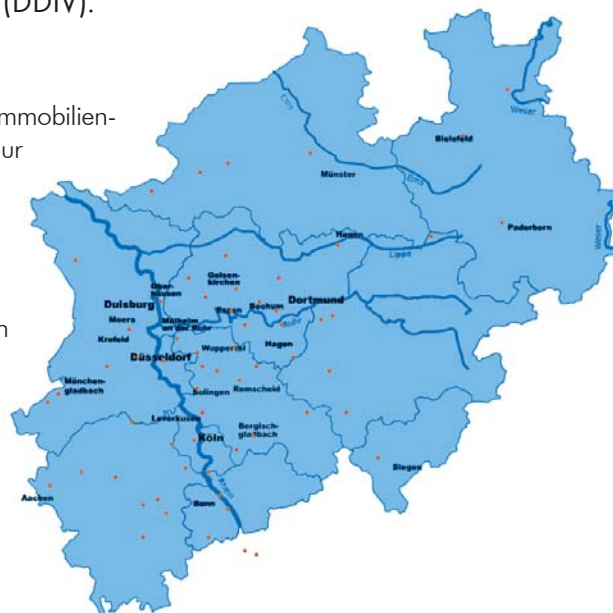 (DDIV).
mmobilien-
ur
n
Ems
Weser
Bielefeld
Münster
Ems
Hamm
Paderborn
Weser
Lippe
Gelsen-
kirchen
Ober-
hausen
Duisburg
Essen
Bochum
Dortmund
Moers
Mülheim
an der Ruhr
Ruhr
Krefeld
Wuppertal
Hagen
Düsseldorf
Mönchen-
gladbach
Solingen
Remscheid
Leverkusen
Bergisch-
gladbach
Köln
Siegen
Aachen
Rhein
Bonn